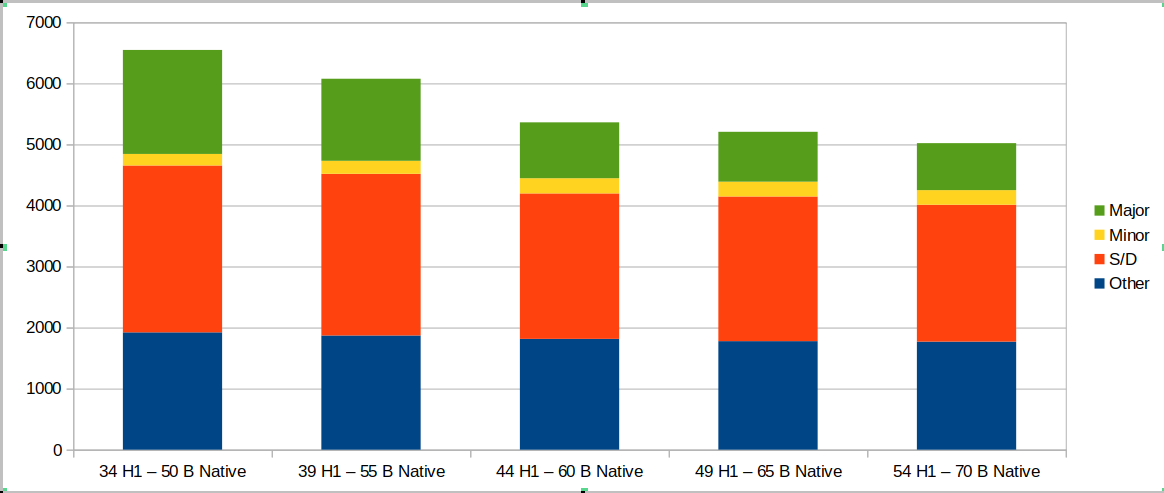 7000
6000
5000
4000
3000
2000
1000
0
34 H1 – 50 B Native
39 H1 – 55 B Native
44 H1 – 60 B Native
49 H1 – 65 B Native
54 H1 – 70 B Native
Major
Minor
S/D
Other